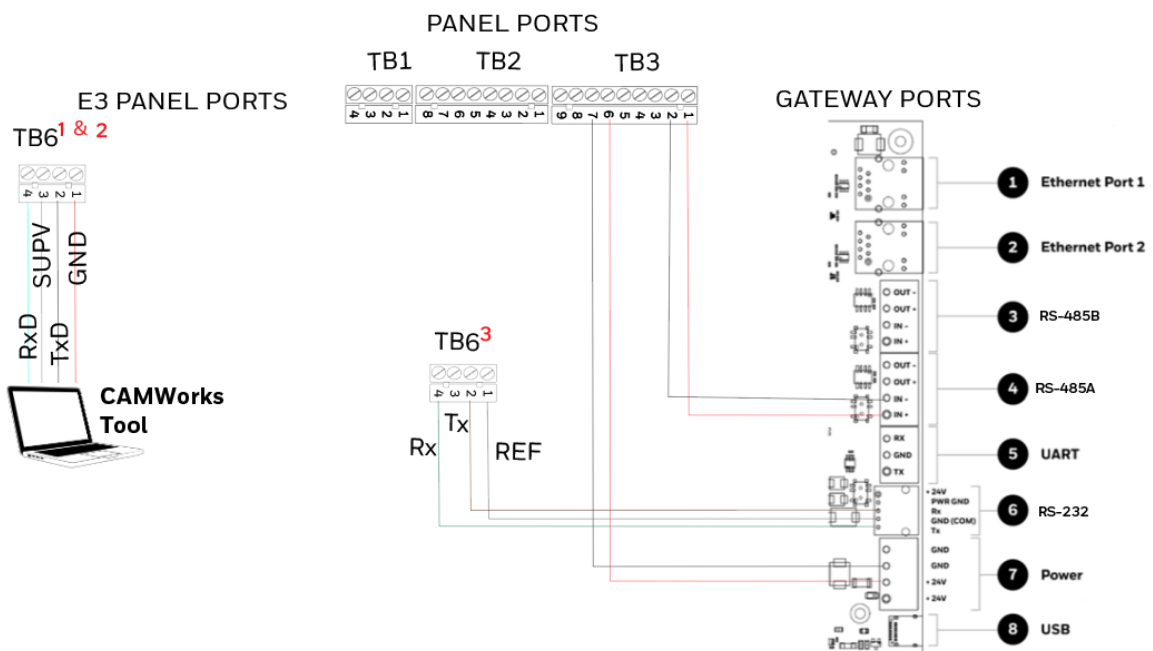 PANEL PORTS
TB1 TB2 TB3
4 3 2 1 8 7 6 5 4 3 2 1 9 8 7 6 5 4 3 2 1
E3 PANEL PORTS
TB6 1 & 2
4 3 2 1
RxD
SUPV
TxD
GND
CAMWorks
Tool
TB6 3
4 3 2 1
Rx
Tx
REF
GATEWAY PORTS
1 Ethernet Port 1
2 Ethernet Port 2
OUT -
OUT +
IN -
IN +
3 RS-485B
OUT -
OUT +
IN -
IN +
4 RS-485A
RX
GND
TX
5 UART
+ 24V
PWR GND
Rx
GND (COM)
Tx
6 RS-232
GND
GND
+ 24V
+ 24V
7 Power
8 USB